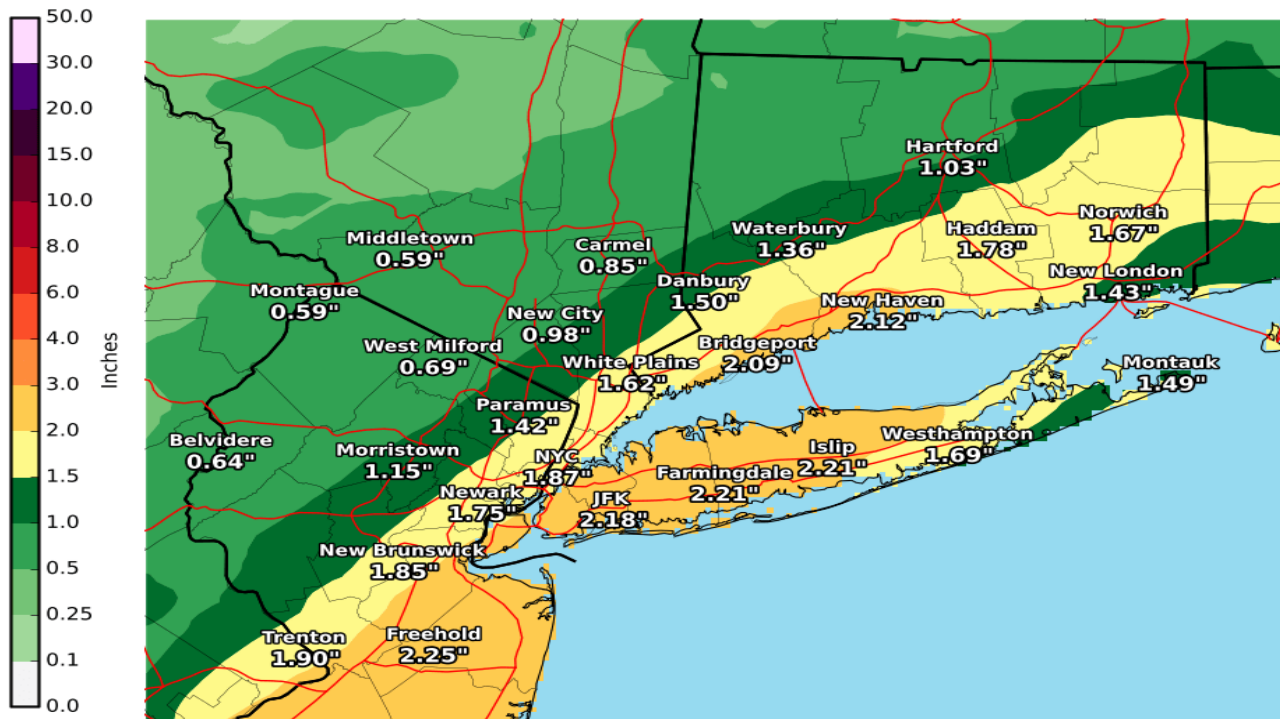 50.0
30.0
20.0
15.0
10.0
8.0
6.0
4.0
3.0
2.0
1.5
1.0
0.5
0.25
0.1
0.0
Inches
Hartford
1.03"
Norwich
1.67"
Waterbury
1.36"
Haddam
1.78"
Middletown
0.59"
Carmel
0.85"
New London
1.43"
Danbury
1.50"
Montague
0.59"
New Haven
2.12"
New City
0.98"
West Milford
0.69"
Bridgeport
2.09"
White Plains
1.62"
Montauk
1.49"
Paramus
1.42"
Westhampton
1.69"
Belvidere
0.64"
Morristown
1.15"
Islip
2.21"
NYC
1.87"
Farmingdale
2.21"
Newark
1.75"
JFK
2.18"
New Brunswick
1.85"
Trenton
1.90"
Freehold
2.25"